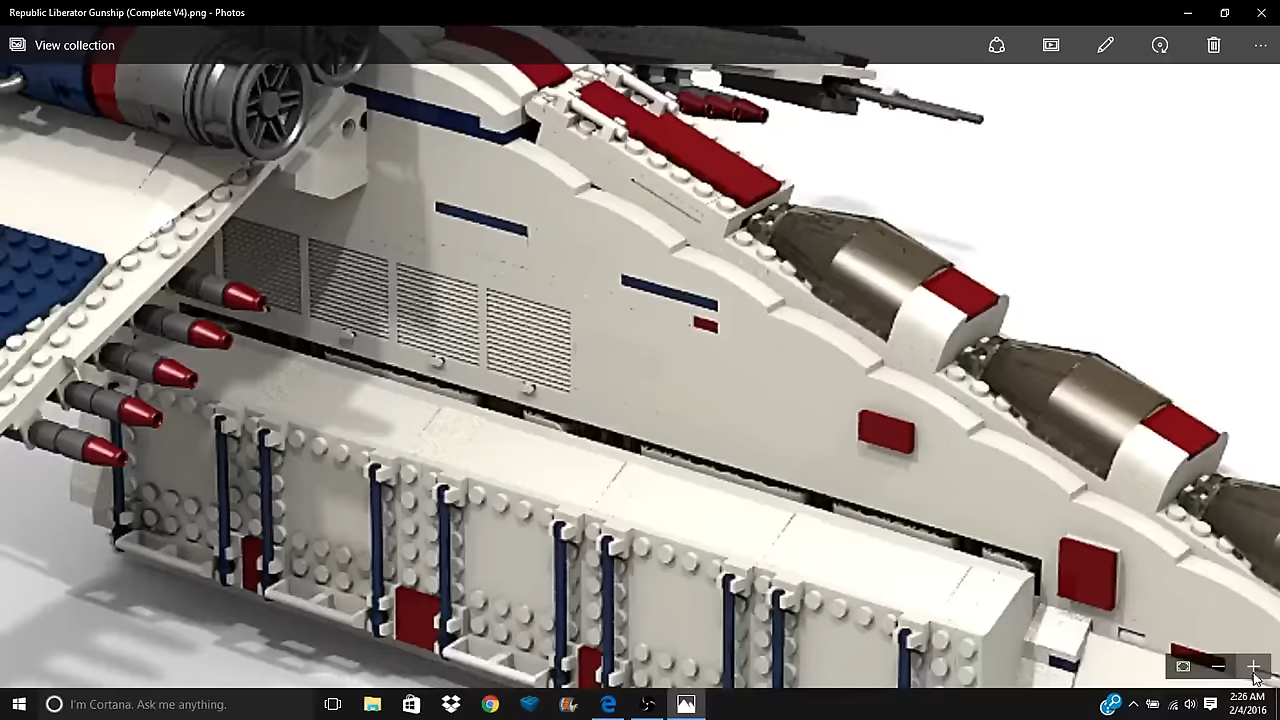 Republic Liberator Gunship (Complete V4).png - Photos
View collection
I'm Cortana. Ask me anything.
2:26 AM
2/4/2016